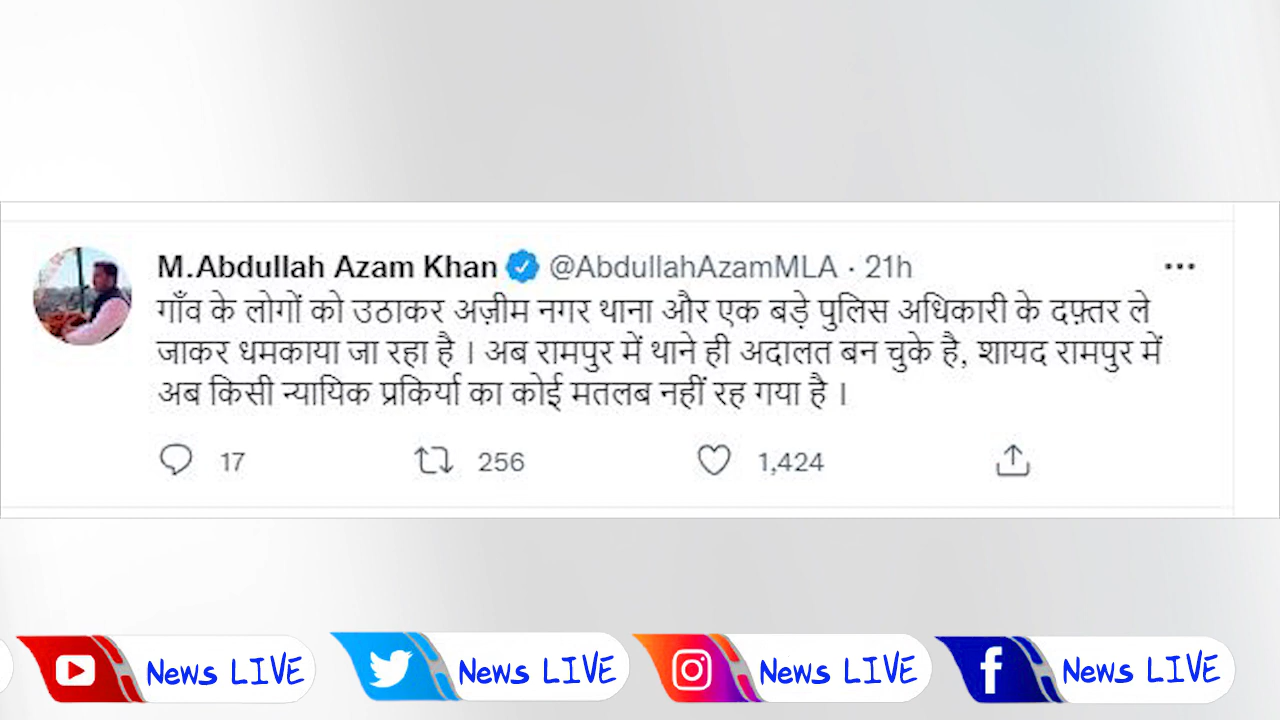 M.Abdullah Azam Khan @AbdullahAzamMLA · 21h
गाँव के लोगों को उठाकर अज़ीम नगर थाना और एक बड़े पुलिस अधिकारी के दफ़्तर ले
जाकर धमकाया जा रहा है । अब रामपुर में थाने ही अदालत बन चुके है, शायद रामपुर में
अब किसी न्यायिक प्रकिर्या का कोई मतलब नहीं रह गया है ।
17 256 1,424
News LIVE News LIVE News LIVE News LIVE